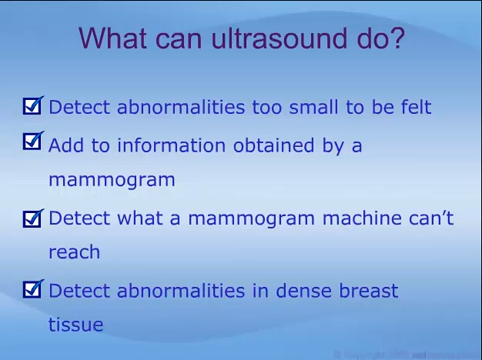 What can ultrasound do?
Detect abnormalities too small to be felt
Add to information obtained by a
mammogram
Detect what a mammogram machine can't
reach
Detect abnormalities in dense breast
tissue